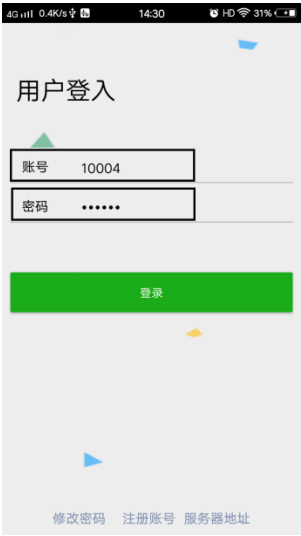 4G 0.4K/s 14:30 HD 31%
用户登入
账号 10004
密码 ••••••
登录
修改密码 注册账号 服务器地址